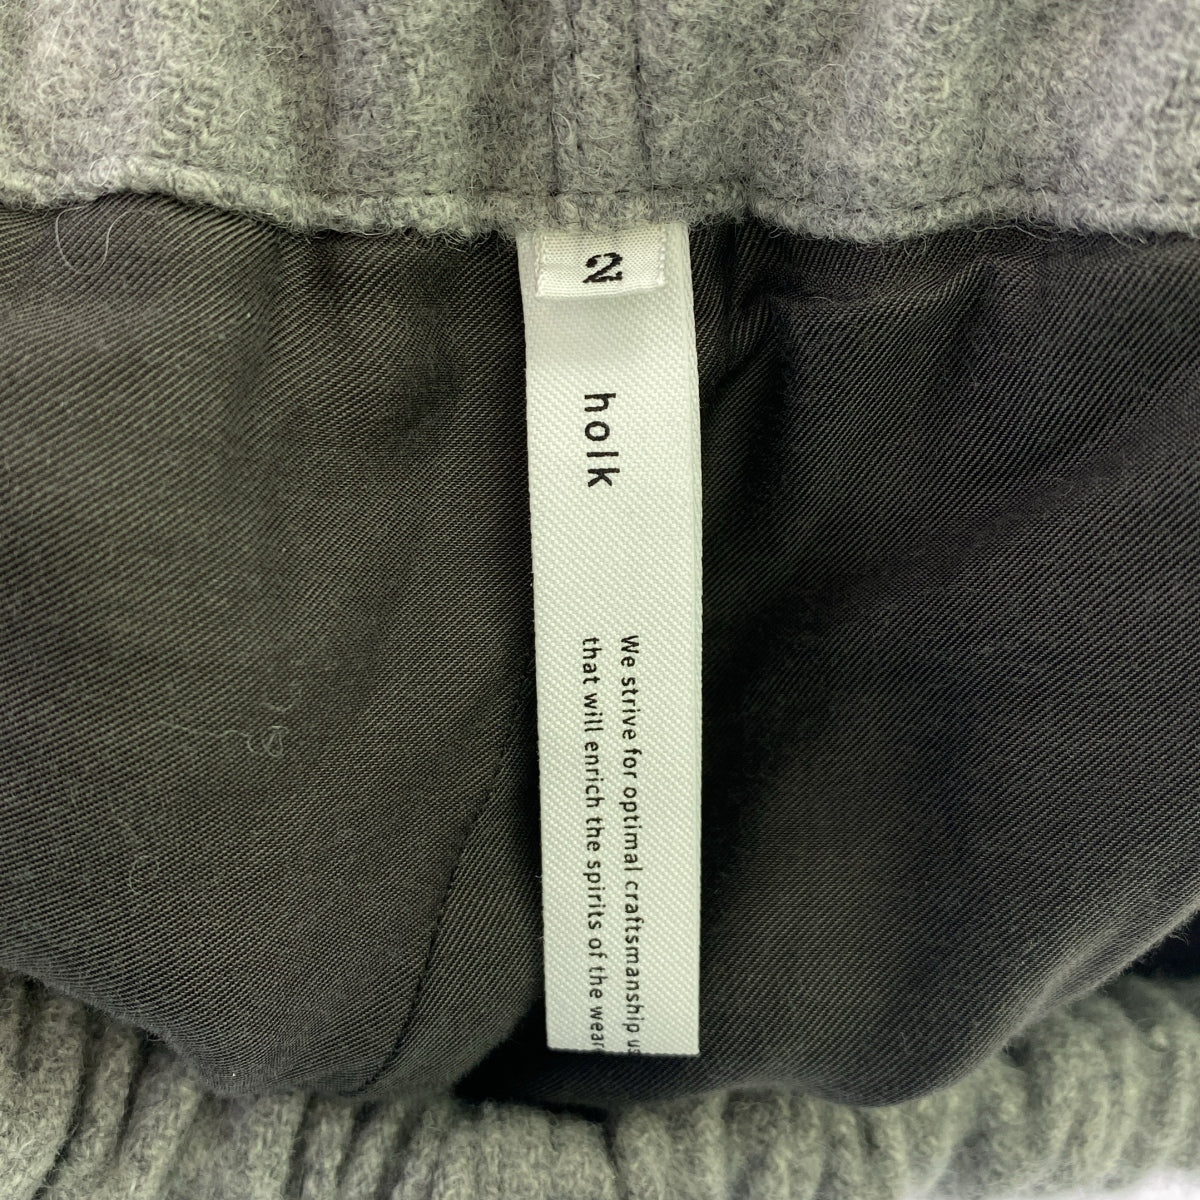 2
holk
We strive for optimal craftsmanship
that will enrich the spirits of the